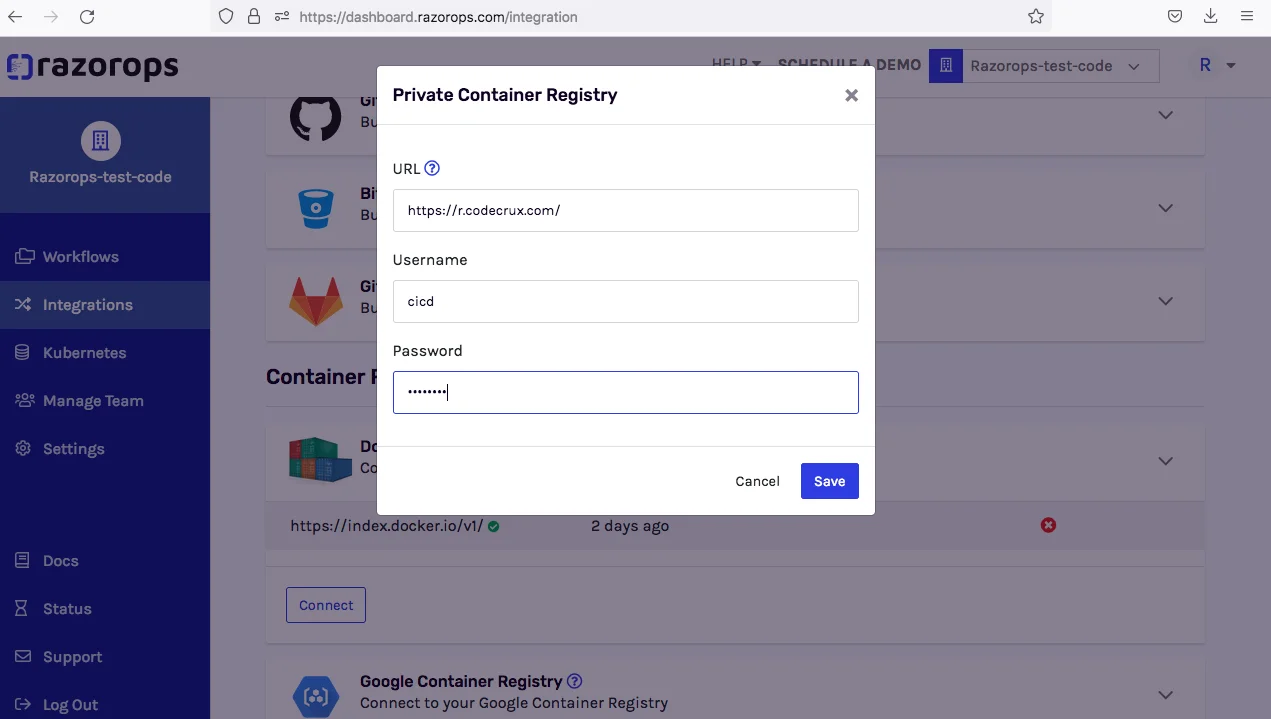 https://dashboard.razorops.com/integration
razorops
HELP
SCHEDULE A DEMO
Razorops-test-code
R
Razorops-test-code
Workflows
Integrations
Kubernetes
Manage Team
Settings
Docs
Status
Support
Log Out
Private Container Registry
URL
https://r.codecrux.com/
Username
cicd
Password
••••••••
Cancel
Save
Gi
Bu
Bi
Bu
Gi
Bu
Container
Do
Co
https://index.docker.io/v1/
2 days ago
Connect
Google Container Registry
Connect to your Google Container Registry